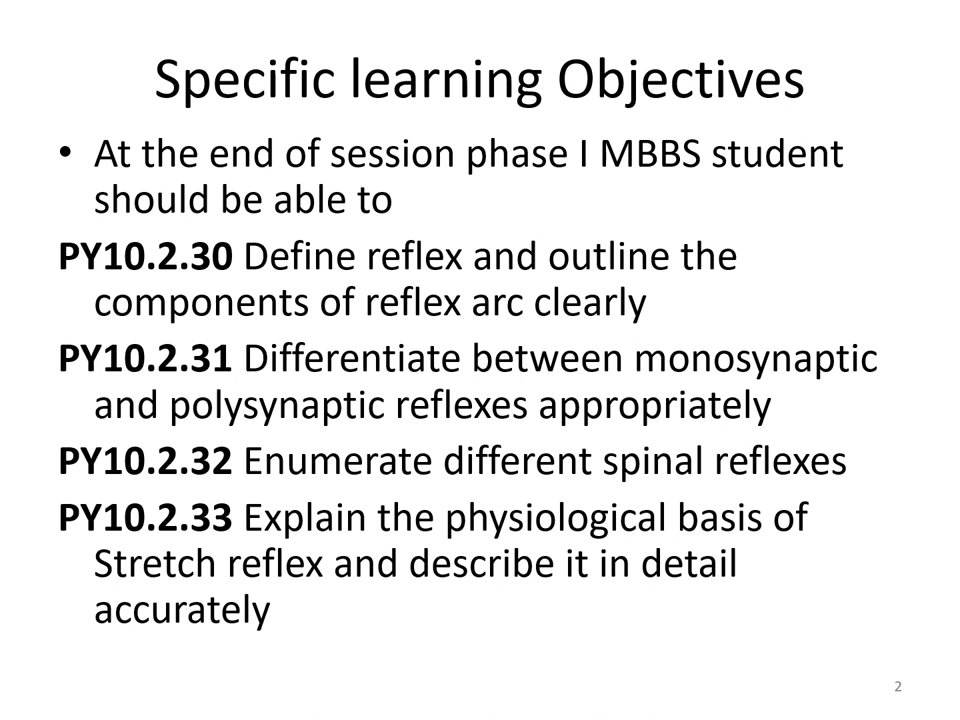 Specific learning Objectives
• At the end of session phase I MBBS student
should be able to
PY10.2.30 Define reflex and outline the
components of reflex arc clearly
PY10.2.31 Differentiate between monosynaptic
and polysynaptic reflexes appropriately
PY10.2.32 Enumerate different spinal reflexes
PY10.2.33 Explain the physiological basis of
Stretch reflex and describe it in detail
accurately
2